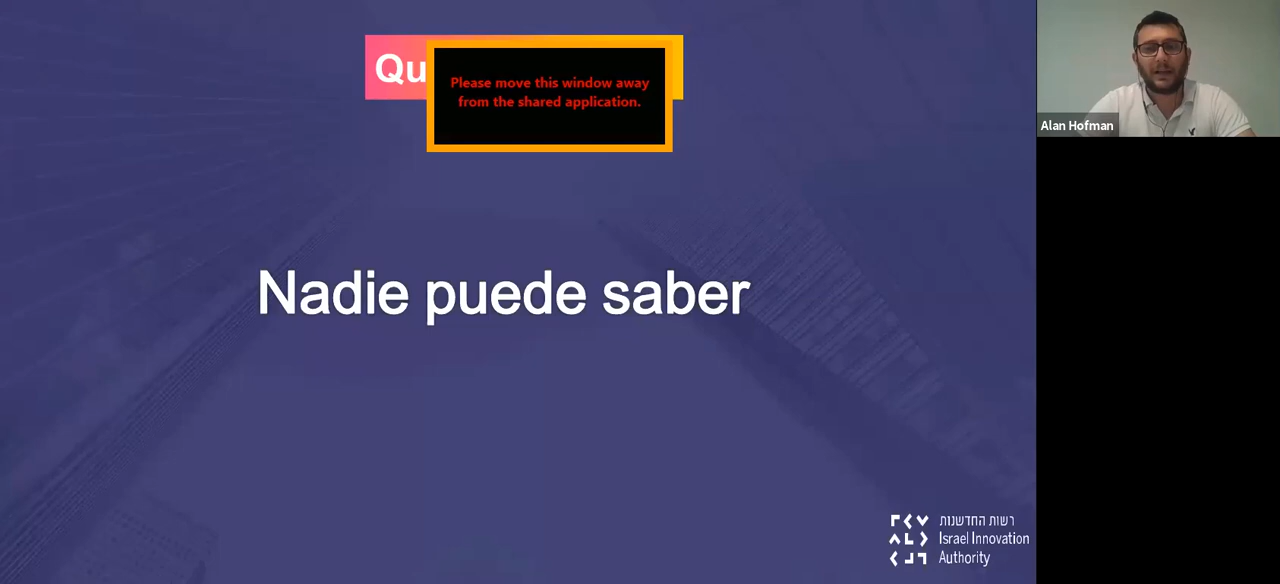 Qu
Please move this window away
from the shared application.
Nadie puede saber
רשות החדשנות
Israel Innovation
Authority
Alan Hofman